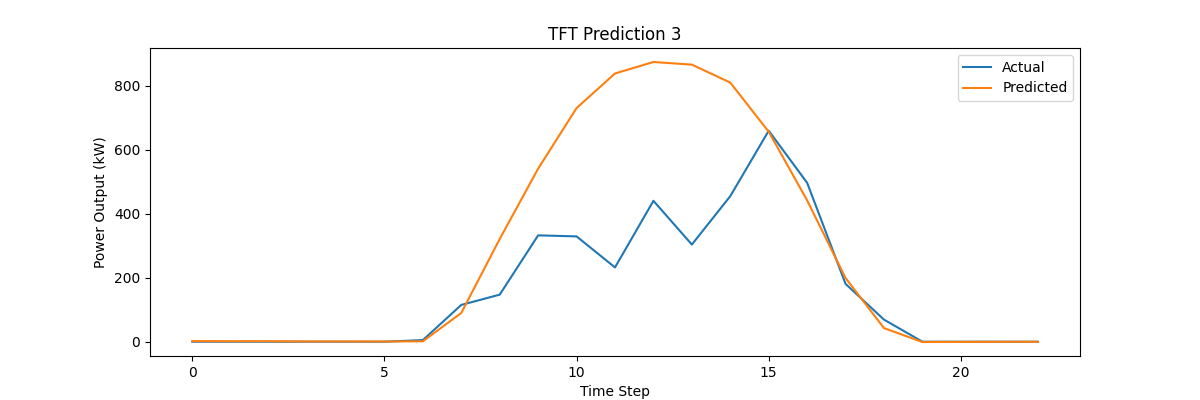 TFT Prediction 3
Actual
Predicted
Power Output (kW)
800
600
400
200
0
0 5 10 15 20
Time Step